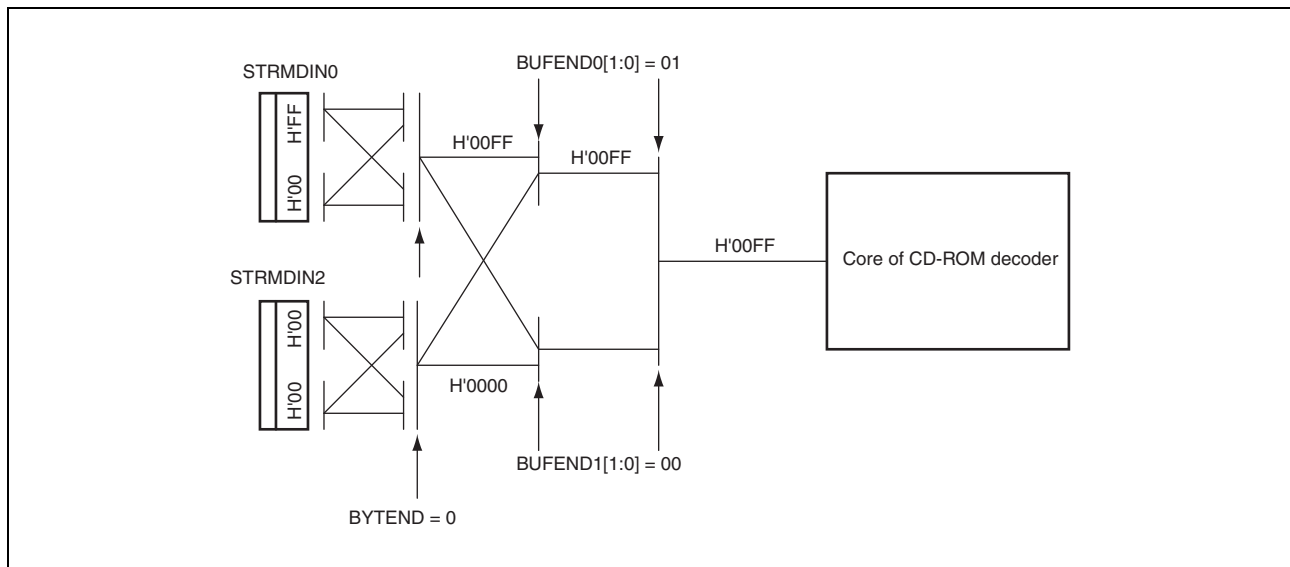 BUFEND0[1:0] = 01
STRMDIN0
H'FF
H'00
H'00FF
H'00FF
H'00FF
Core of CD-ROM decoder
STRMDIN2
H'00
H'00
H'0000
BUFEND1[1:0] = 00
BYTEND = 0